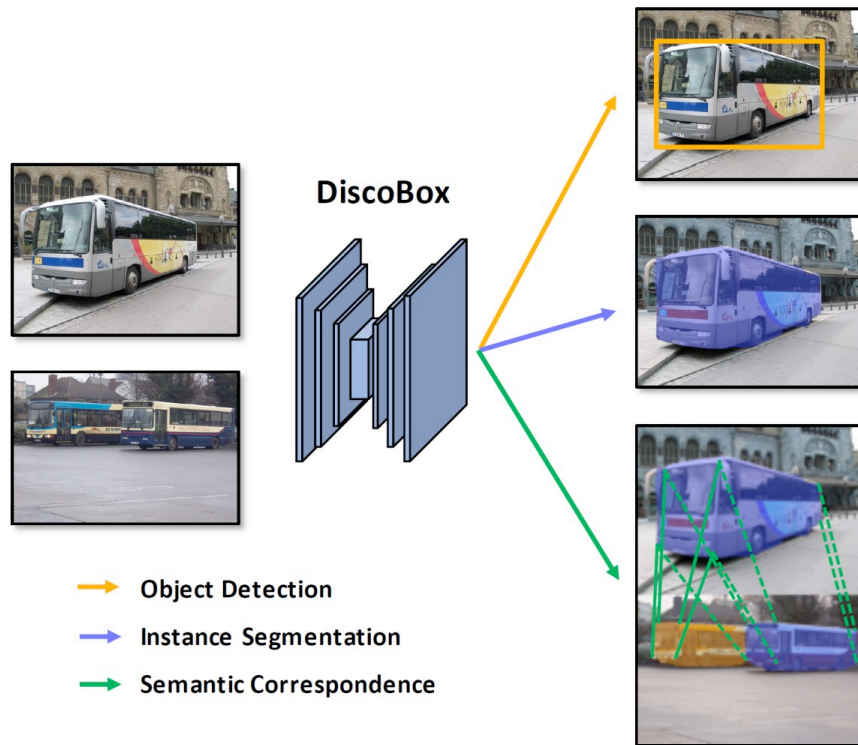 DiscoBox
Object Detection
Instance Segmentation
Semantic Correspondence